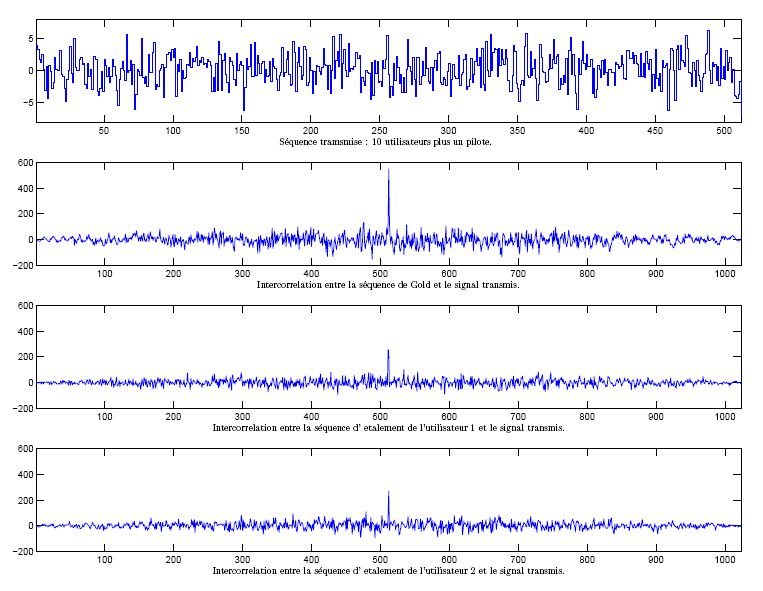 5
0
−5
50 100 150 200 250 300 350 400 450 500
Séquence transmise : 10 utilisateurs plus un pilote.
600
400
200
0
−200
100 200 300 400 500 600 700 800 900 1000
Intercorrelation entre la séquence de Gold et le signal transmis.
600
400
200
0
−200
100 200 300 400 500 600 700 800 900 1000
Intercorrelation entre la séquence d' etalement de l'utilisateur 1 et le signal transmis.
600
400
200
0
−200
100 200 300 400 500 600 700 800 900 1000
Intercorrelation entre la séquence d' etalement de l'utilisateur 2 et le signal transmis.